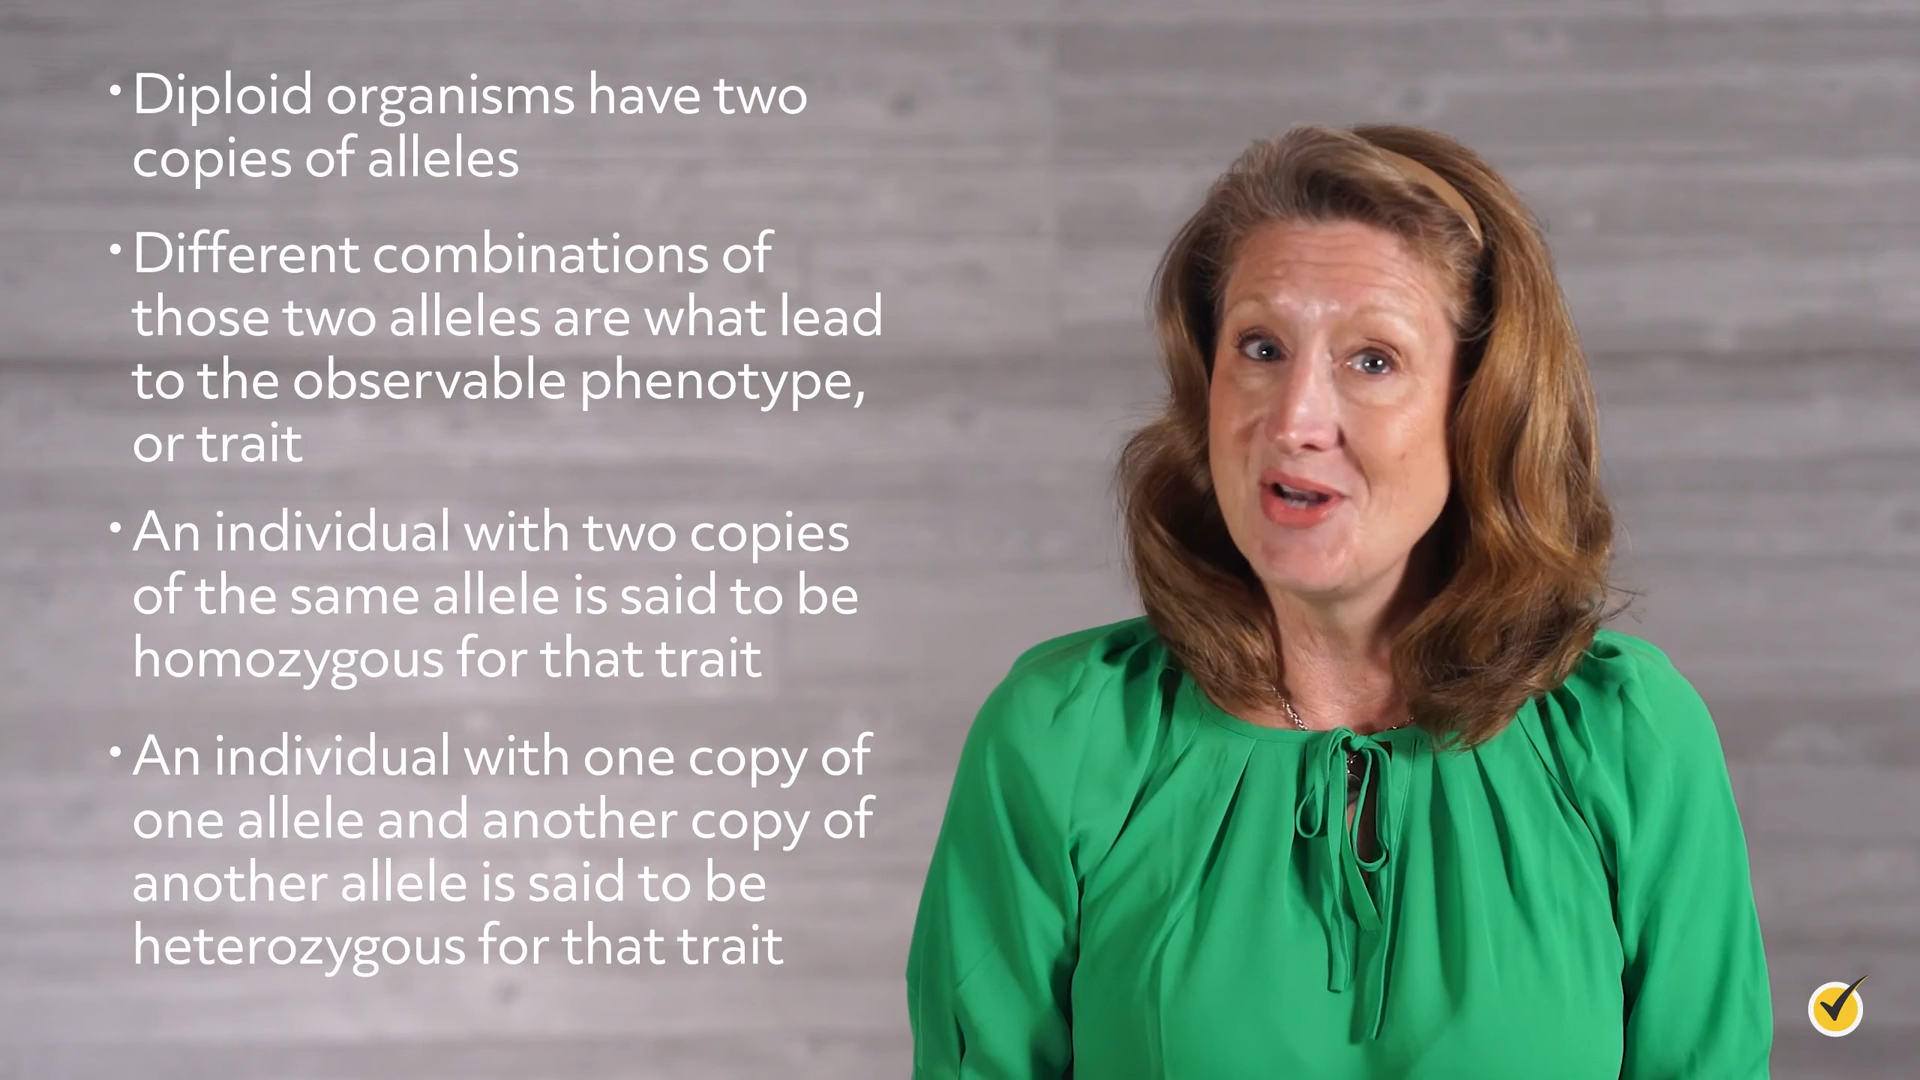 • Diploid organisms have two
copies of alleles
• Different combinations of
those two alleles are what lead
to the observable phenotype,
or trait
• An individual with two copies
of the same allele is said to be
homozygous for that trait
• An individual with one copy of
one allele and another copy of
another allele is said to be
heterozygous for that trait